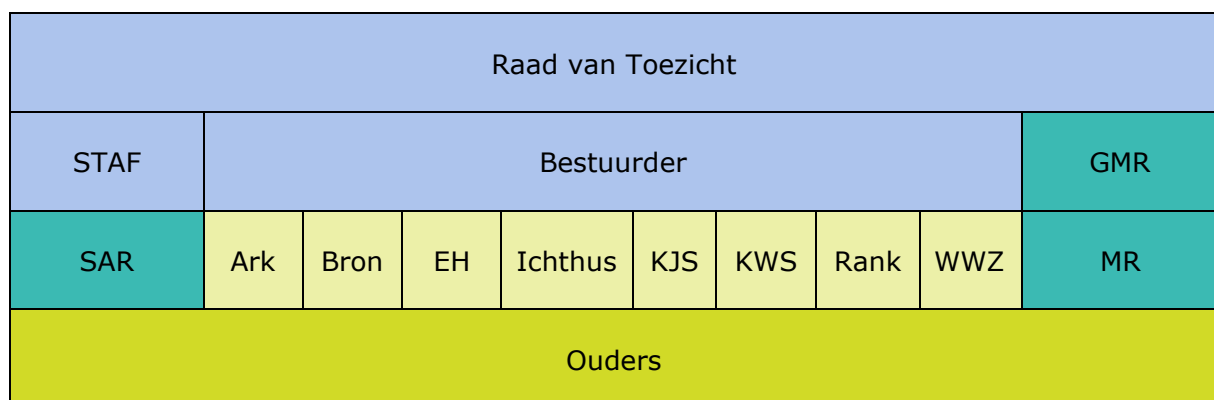 Raad van Toezicht
STAF Bestuurder GMR
SAR Ark Bron EH Ichthus KJS KWS Rank WWZ MR
Ouders